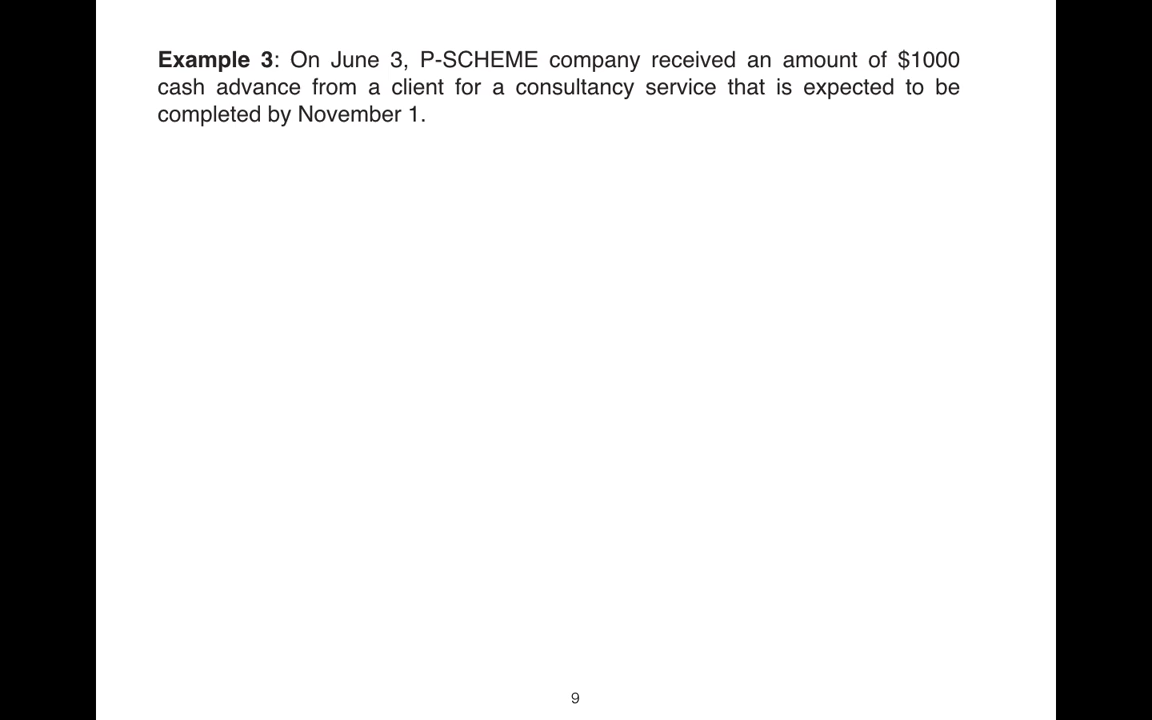 Example 3: On June 3, P-SCHEME company received an amount of $1000
cash advance from a client for a consultancy service that is expected to be
completed by November 1.
9